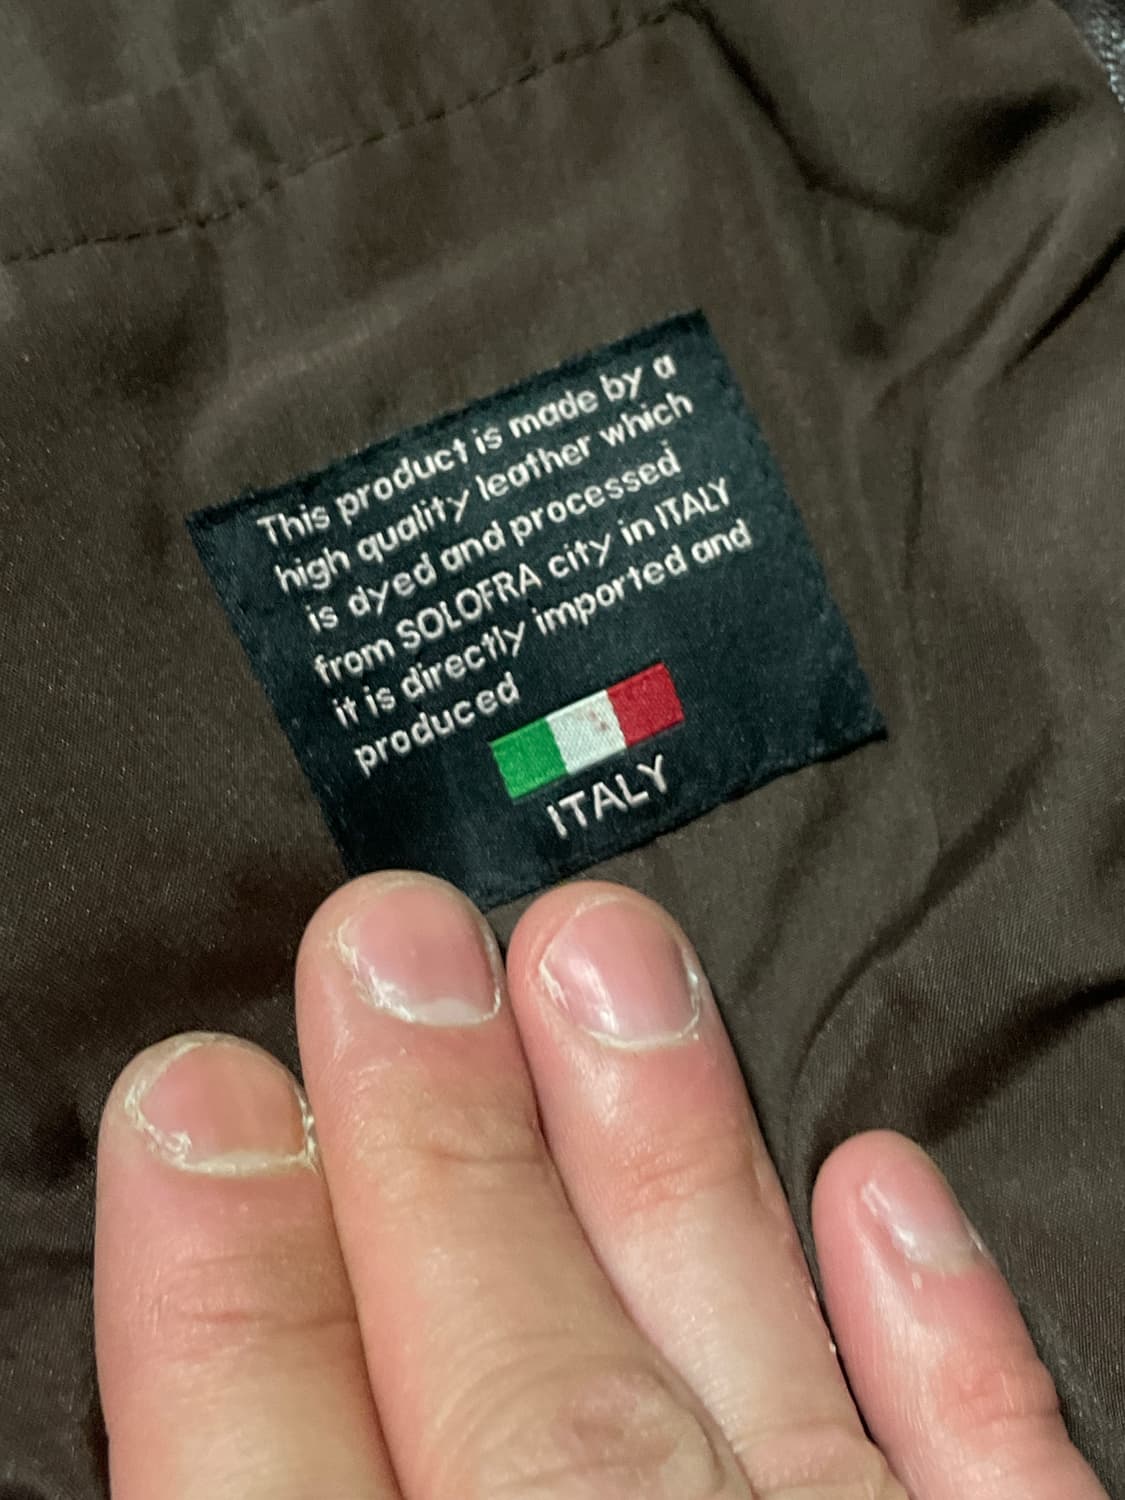 This product is made by a
high quality leather which
is dyed and processed
from SOLOFRA city in ITALY
it is directly imported and
produced
ITALY